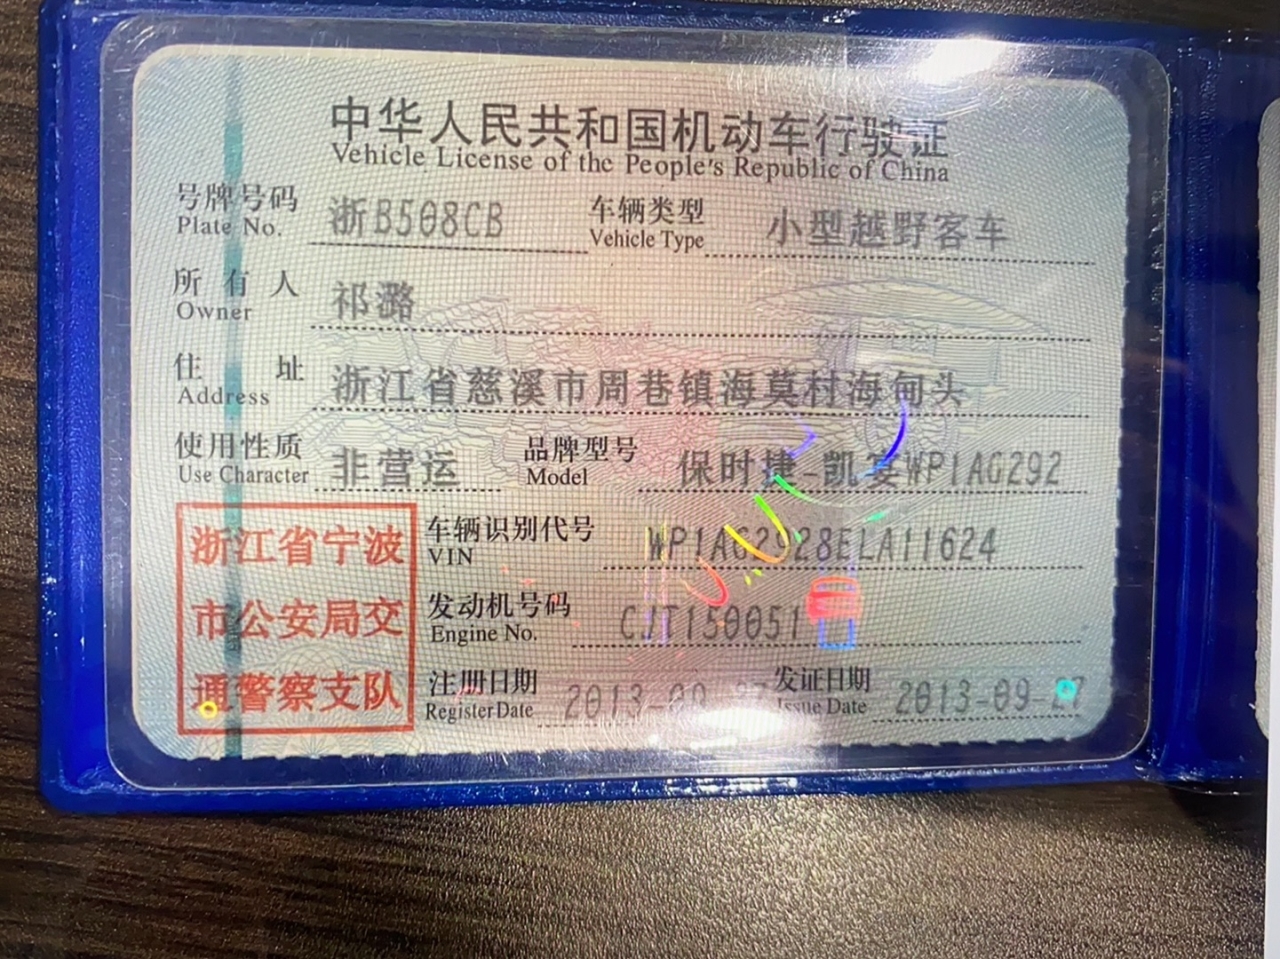 中华人民共和国机动车行驶证
Vehicle License of the People's Republic of China
号牌号码 浙B508CB 车辆类型 小型越野客车
Plate No. Vehicle Type
所有人 祁潞
Owner
住址 浙江省慈溪市周巷镇海莫村海甸头
Address
使用性质 非营运 品牌型号 保时捷-凯宴WP1AG292
Use Character Model
浙江省宁波
市公安局交
通警察支队
车辆识别代号 WP1AG2928ELA11624
VIN
发动机号码 CJT150051
Engine No.
注册日期 2013-09-27 发证日期 2013-09-27
Register Date Issue Date